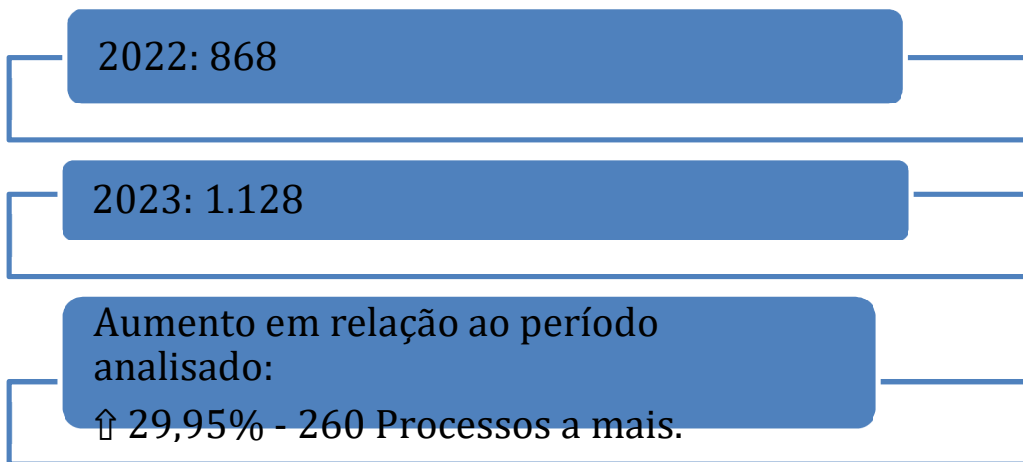 2022: 868
2023: 1.128
Aumento em relação ao período
analisado:
⇧ 29,95% - 260 Processos a mais.